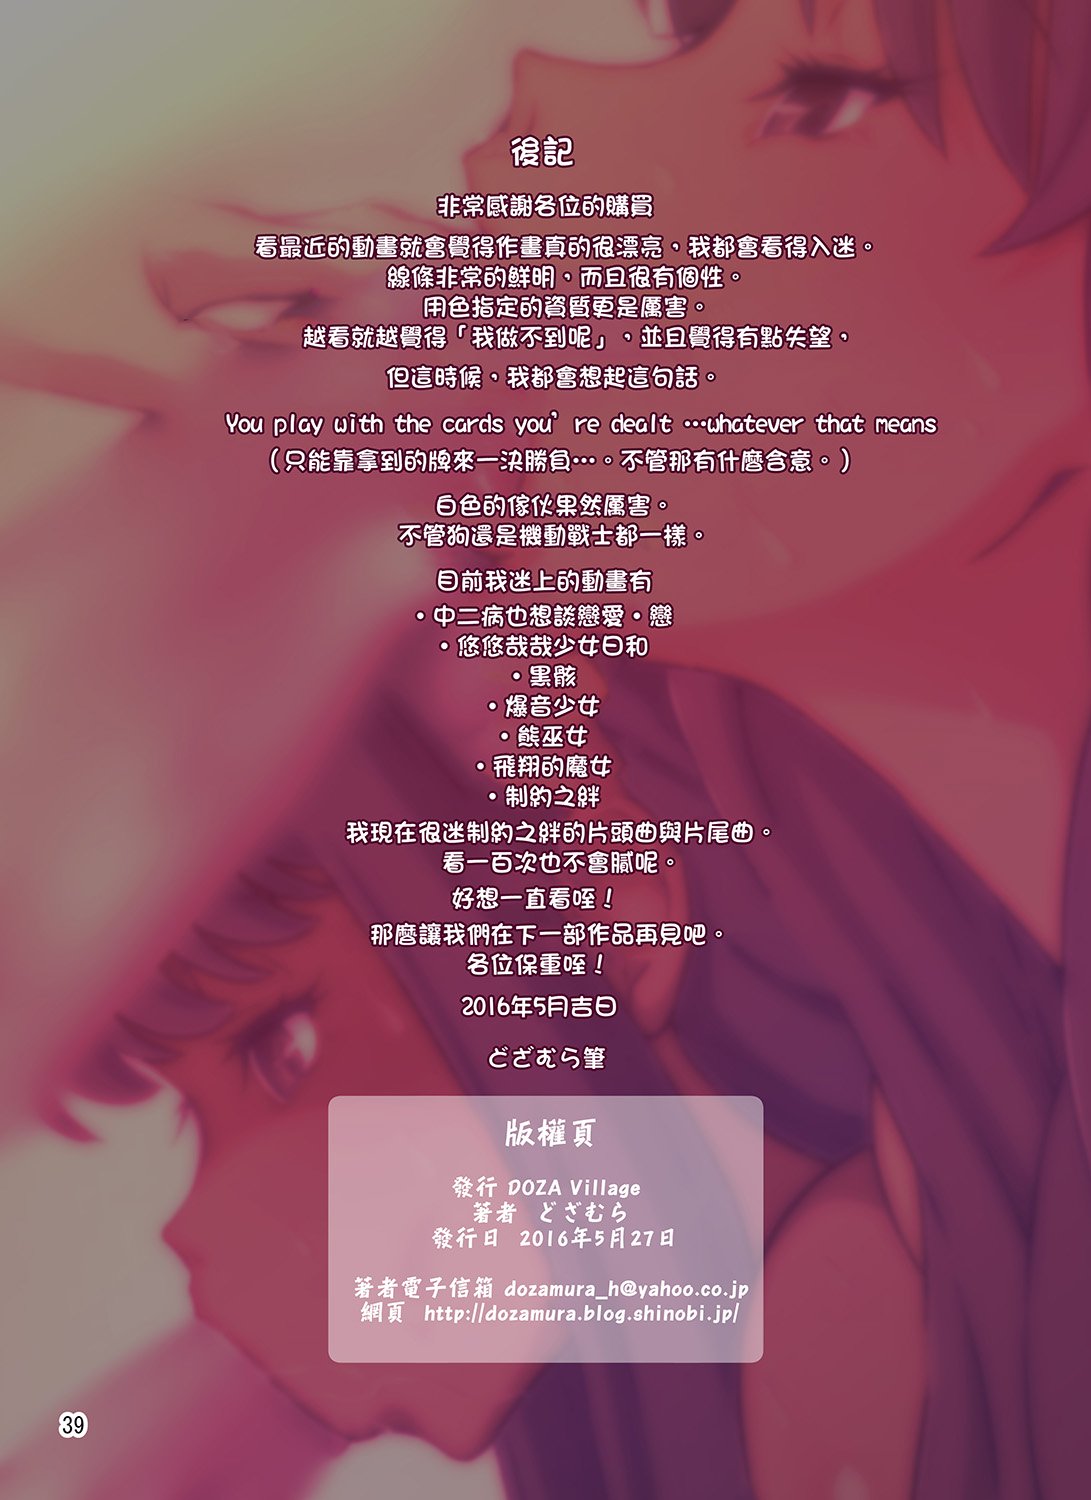 後記
非常感謝各位的購買
看最近的動畫就會覺得作畫真的很漂亮，我都會看得入迷。
線條非常的鮮明，而且很有個性。
用色指定的資質更是厲害。
越看就越覺得「我做不到呢」，並且覺得有點失望，
但這時候，我都會想起這句話。
You play with the cards you’re dealt …whatever that means
（只能靠拿到的牌來一決勝負…。不管那有什麼含意。）
白色的傢伙果然厲害。
不管狗還是機動戰士都一樣。
目前我迷上的動畫有
・中二病也想談戀愛・戀
・悠悠哉哉少女日和
・黑骸
・爆音少女
・熊巫女
・飛翔的魔女
・制約之絆
我現在很迷制約之絆的片頭曲與片尾曲。
看一百次也不會膩呢。
好想一直看咥！
那麼讓我們在下一部作品再見吧。
各位保重咥！
2016年5月吉日
どざむら筆
版權頁
發行 DOZA Village
著者 どざむら
發行日 2016年5月27日
著者電子信箱 dozamura_h@yahoo.co.jp
網頁 http://dozamura.blog.shinobi.jp/
39